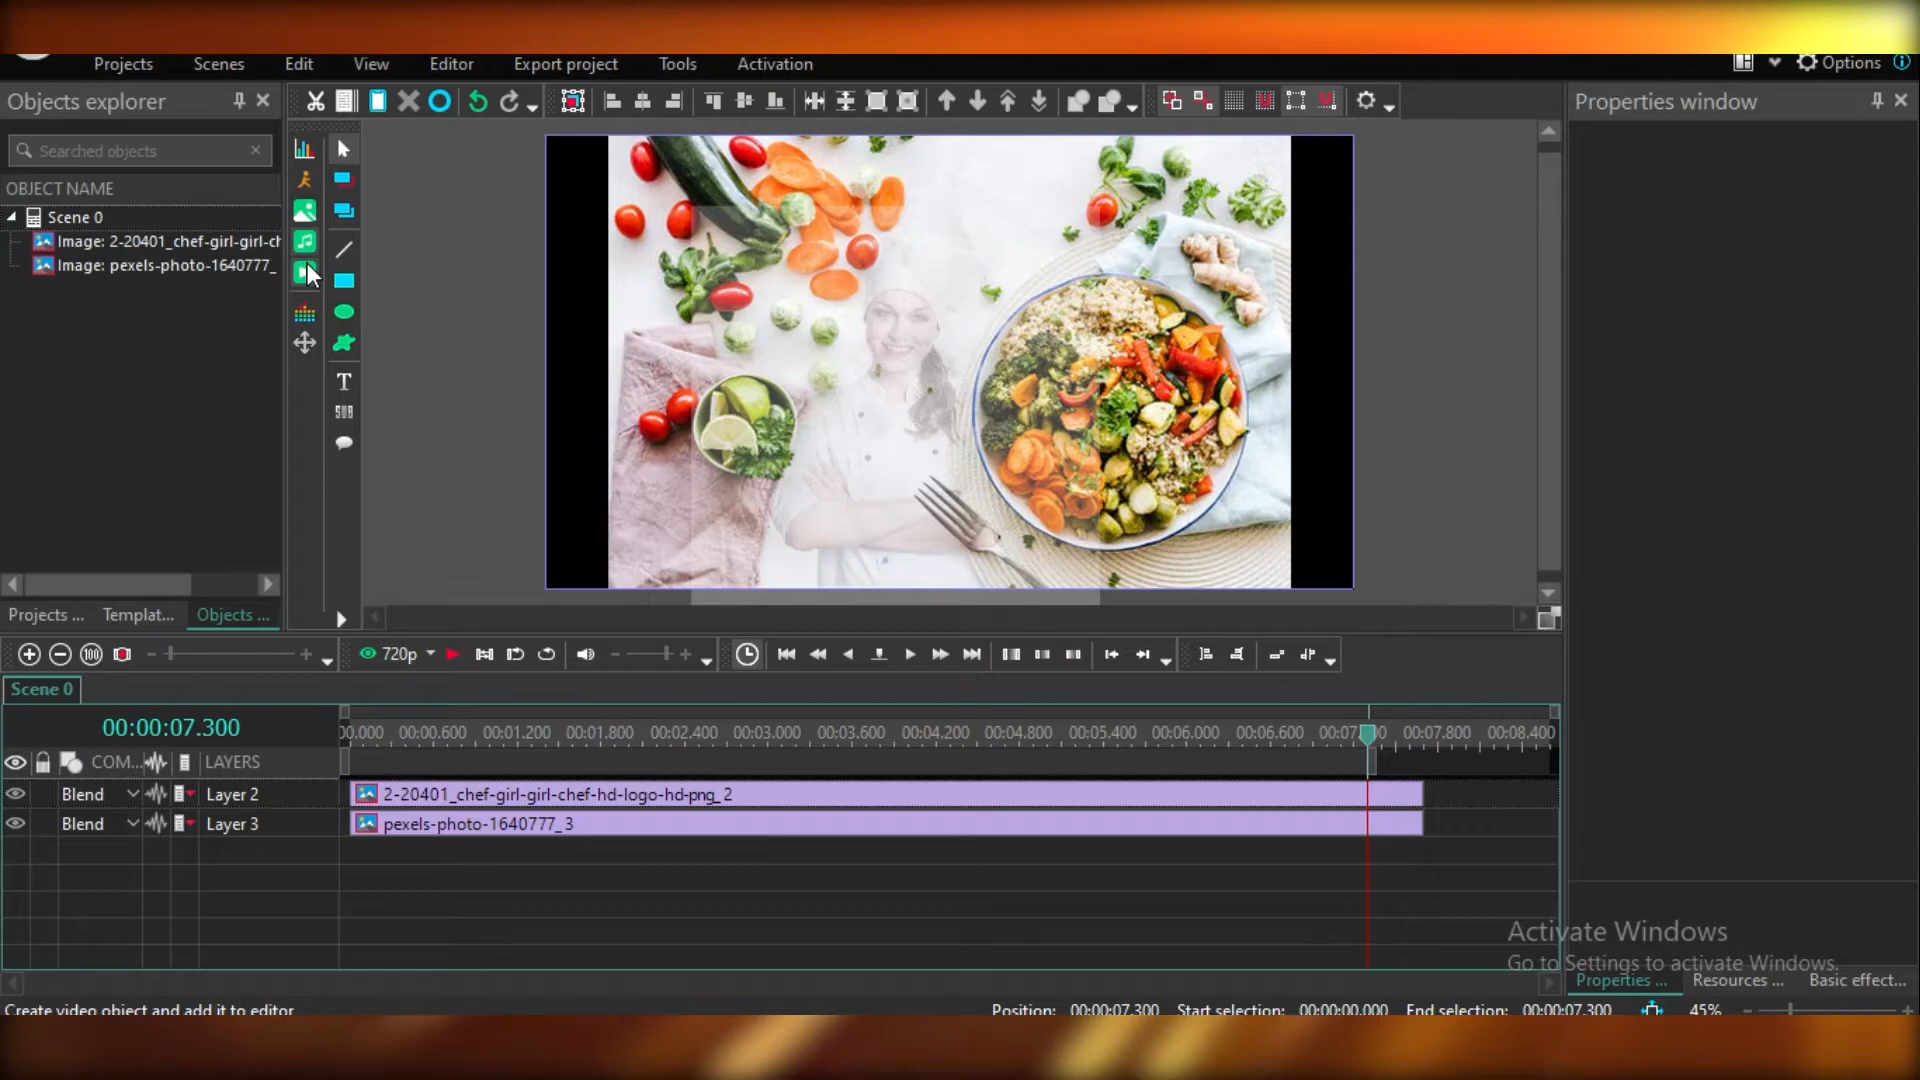 Projects
Scenes
Edit
View
Editor
Export project
Tools
Activation
Options
Objects explorer
Properties window
Searched objects
OBJECT NAME
Scene 0
Image: 2-20401_chef-girl-girl-ch
Image: pexels-photo-1640777_
T
SUB
Projects ...
Templat...
Objects ...
100
720p
Scene 0
00:00:07.300
00.000
00:00.600
00:01.200
00:01.800
00:02.400
00:03.000
00:03.600
00:04.200
00:04.800
00:05.400
00:06.000
00:06.600
00:07.800
00:08.400
COM...
LAYERS
Blend
Layer 2
2-20401_chef-girl-girl-chef-hd-logo-hd-png_2
Blend
Layer 3
pexels-photo-1640777_3
Activate Windows
Go to Settings to activate Windows.
Properties ...
Resources ...
Basic effect...
Create video object and add it to editor
Position: 00:00:07.300
Start selection: 00:00:00.000
End selection: 00:00:07.300
45%